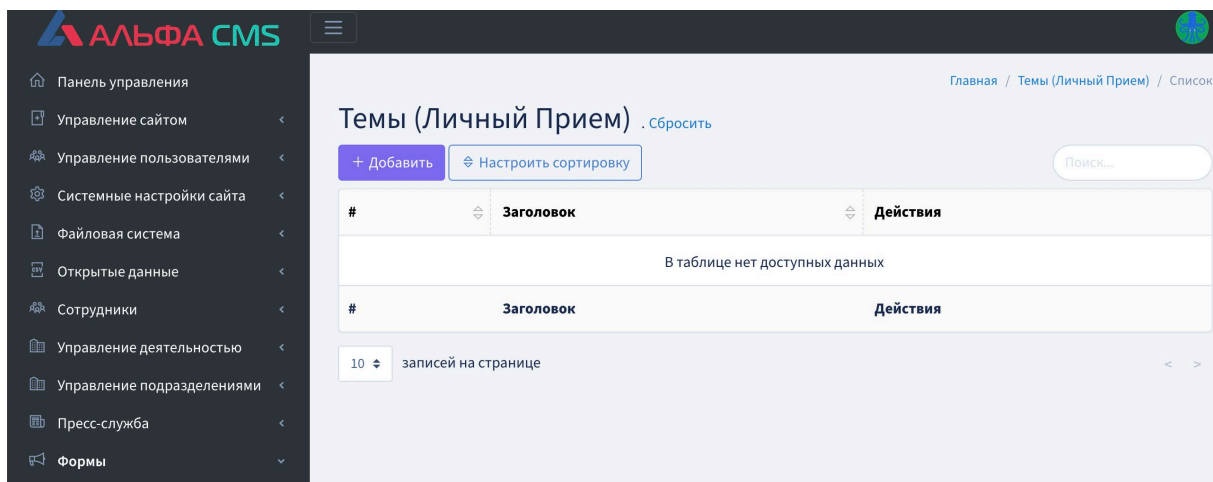 АЛЬФА CMS
Главная / Темы (Личный Прием) / Список
Панель управления
Управление сайтом
Управление пользователями
Системные настройки сайта
Файловая система
Открытые данные
Сотрудники
Управление деятельностью
Управление подразделениями
Пресс-служба
Формы
Темы (Личный Прием) . Сбросить
+ Добавить Настроить сортировку Поиск...
# Заголовок Действия
В таблице нет доступных данных
# Заголовок Действия
10 записей на странице < >